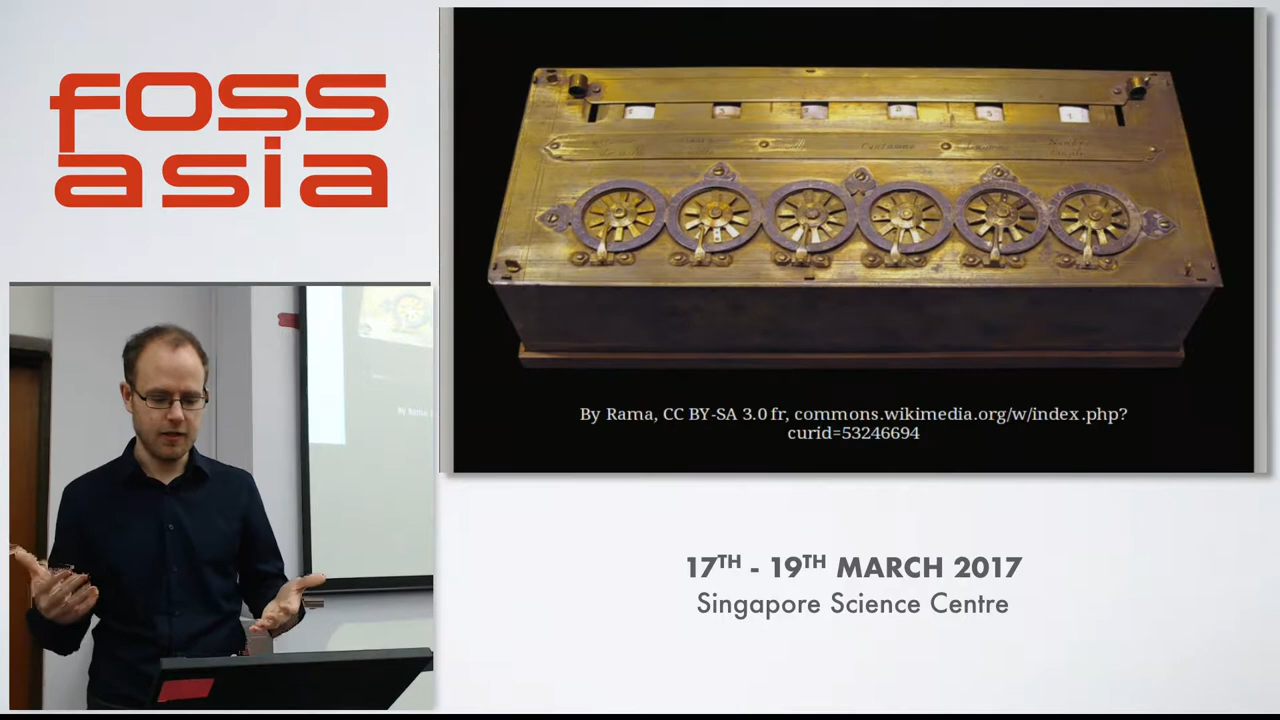 foss
asia
By Rama, CC BY-SA 3.0 fr, commons.wikimedia.org/w/index.php?
curid=53246694
17TH - 19TH MARCH 2017
Singapore Science Centre